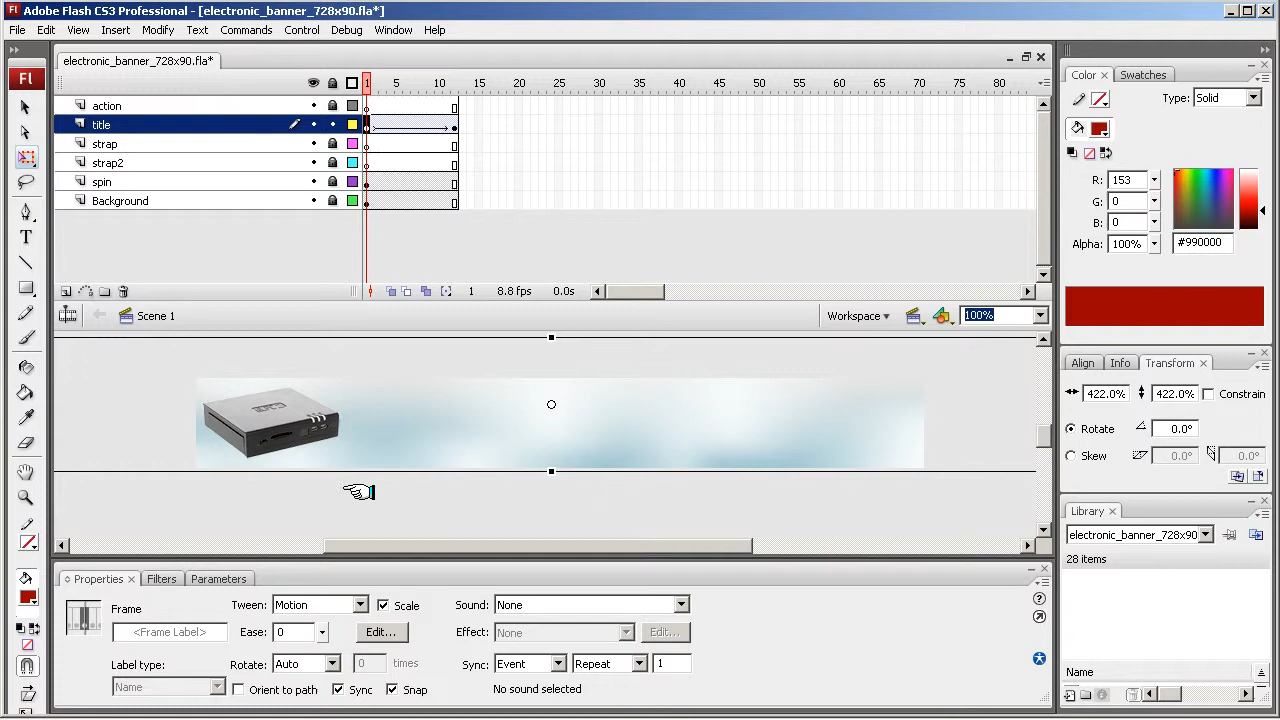 Adobe Flash CS3 Professional - [electronic_banner_728x90.fla*]
File Edit View Insert Modify Text Commands Control Debug Window Help
electronic_banner_728x90.fla*
Fl
1 5 10 15 20 25 30 35 40 45 50 55 60 65 70 75 80
action
title
strap
strap2
spin
Background
1 8.8 fps 0.0s
Scene 1
Workspace
100%
Properties Filters Parameters
Frame
<Frame Label>
Label type:
Name
Tween: Motion Scale
Ease: 0 Edit...
Rotate: Auto 0 times
Orient to path Sync Snap
Sound: None
Effect: None Edit...
Sync: Event Repeat 1
No sound selected
Color Swatches
Type: Solid
R: 153
G: 0
B: 0
Alpha: 100%
#990000
Align Info Transform
422.0% 422.0% Constrain
Rotate 0.0°
Skew 0.0° 0.0°
Library
electronic_banner_728x90
28 items
Name